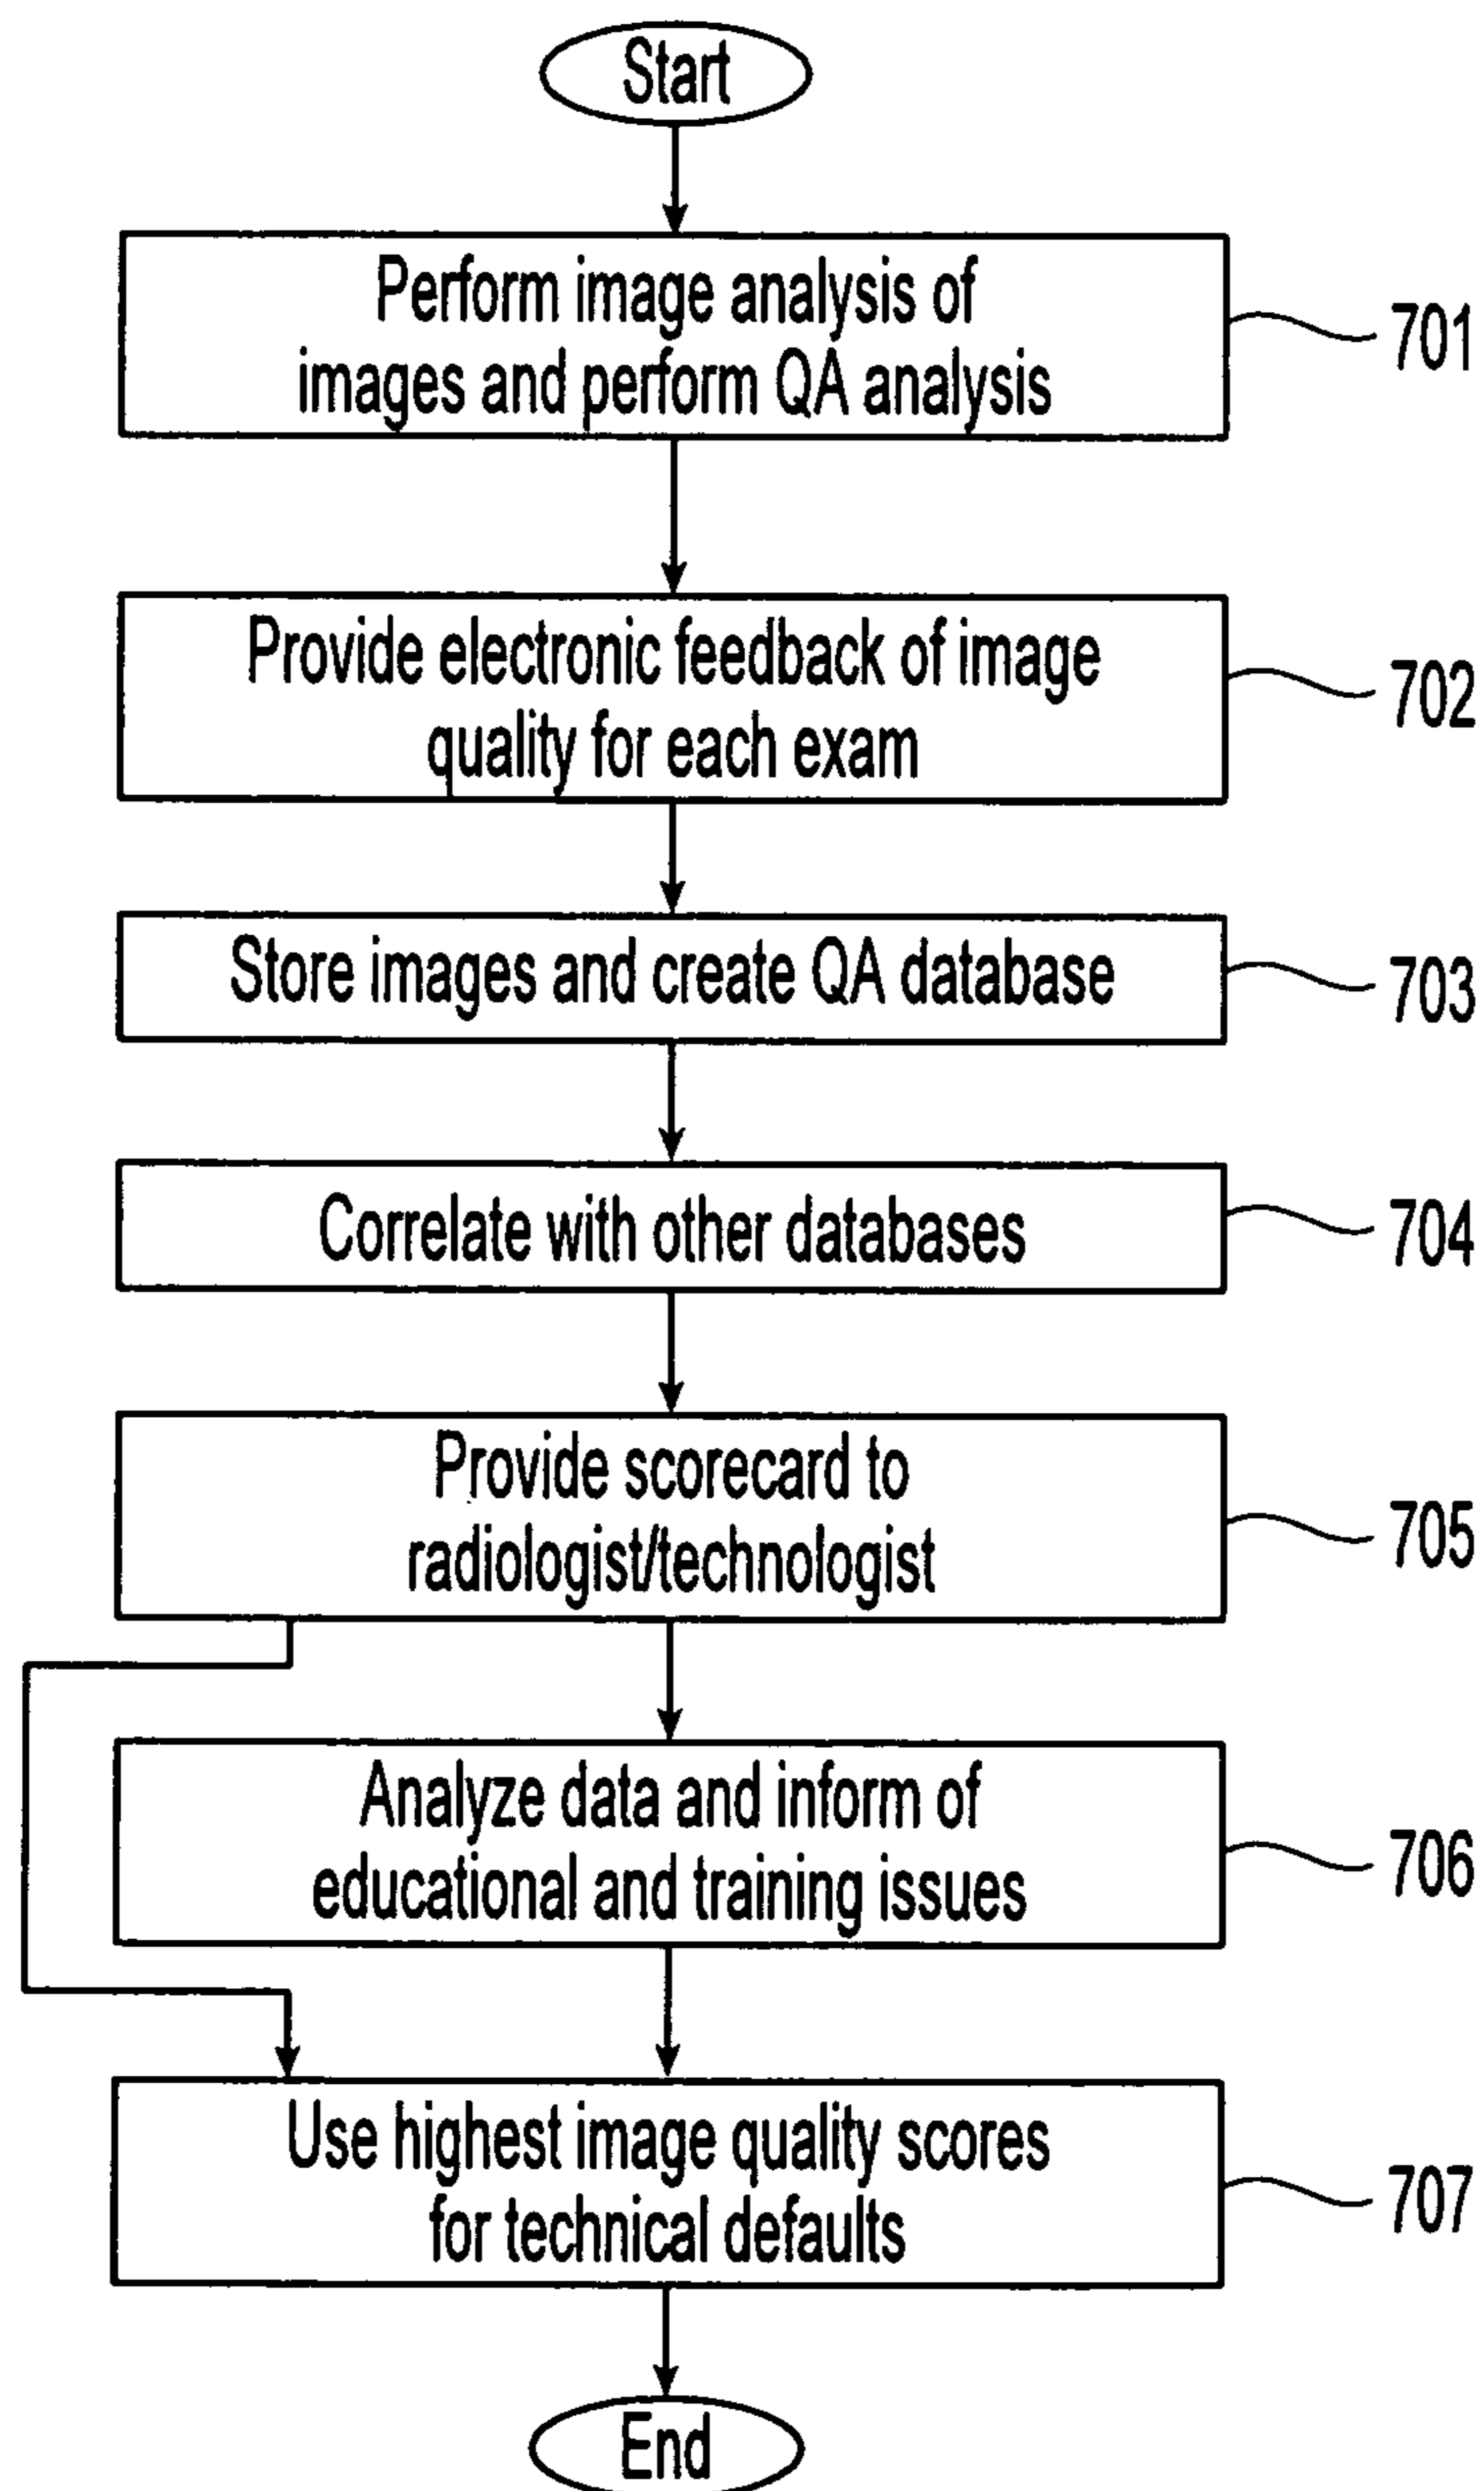 Start
Perform image analysis of
images and perform QA analysis
701
Provide electronic feedback of image
quality for each exam
702
Store images and create QA database
703
Correlate with other databases
704
Provide scorecard to
radiologist/technologist
705
Analyze data and inform of
educational and training issues
706
Use highest image quality scores
for technical defaults
707
End